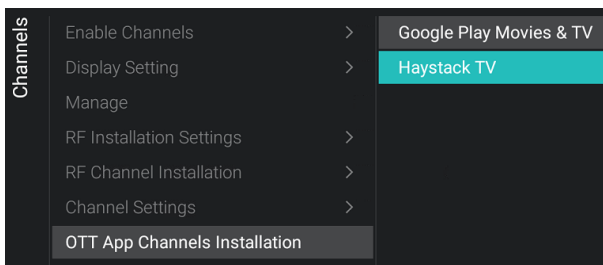 Channels
Enable Channels
Display Setting
Manage
RF Installation Settings
RF Channel Installation
Channel Settings
OTT App Channels Installation
Google Play Movies & TV
Haystack TV